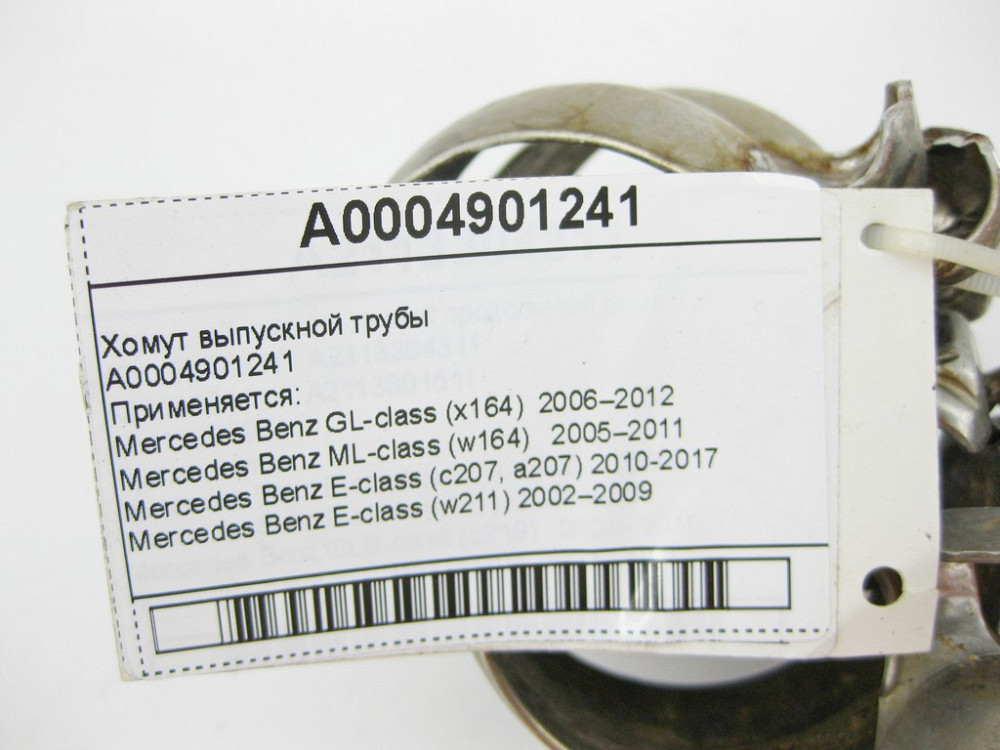 A0004901241
Хомут выпускной трубы
A0004901241
Применяется:
Mercedes Benz GL-class (x164) 2006–2012
Mercedes Benz ML-class (w164) 2005–2011
Mercedes Benz E-class (c207, a207) 2010-2017
Mercedes Benz E-class (w211) 2002–2009